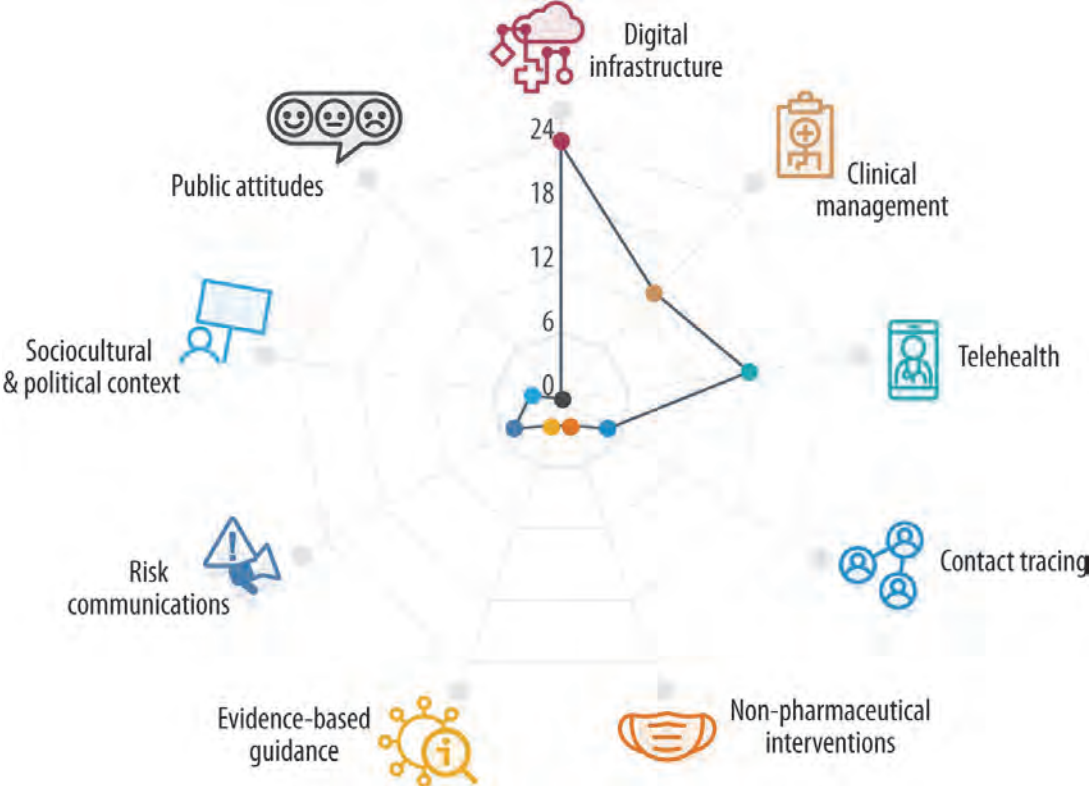 Digital
infrastructure
Clinical
management
Telehealth
Contact tracing
Non-pharmaceutical
interventions
Evidence-based
guidance
Risk
communications
Sociocultural
& political context
Public attitudes
24
18
12
6
0